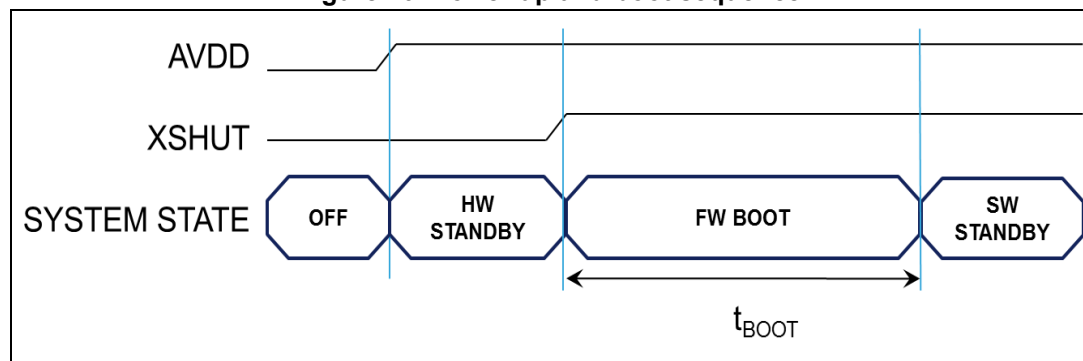 AVDD
XSHUT
SYSTEM STATE
OFF
HW
STANDBY
FW BOOT
SW
STANDBY
tBOOT